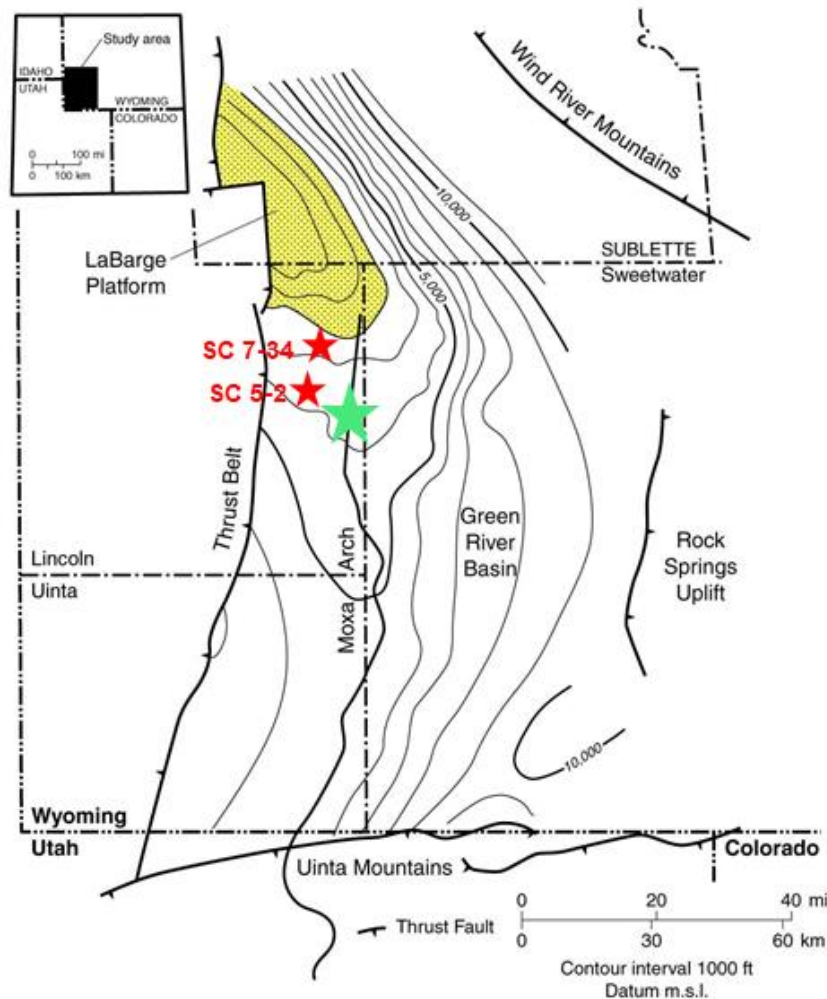 Study area
IDAHO
UTAH
WYOMING
COLORADO
0 100 mi
0 100 km
Wind River Mountains
10,000
LaBarge
Platform
SUBLETTE
Sweetwater
5,000
SC 7-34
SC 5-2
Thrust Belt
Green
River
Basin
Rock
Springs
Uplift
Lincoln
Uinta
Moxa Arch
10,000
Wyoming
Utah
Colorado
Uinta Mountains
Thrust Fault
0 20 40 mi
0 30 60 km
Contour interval 1000 ft
Datum m.s.l.